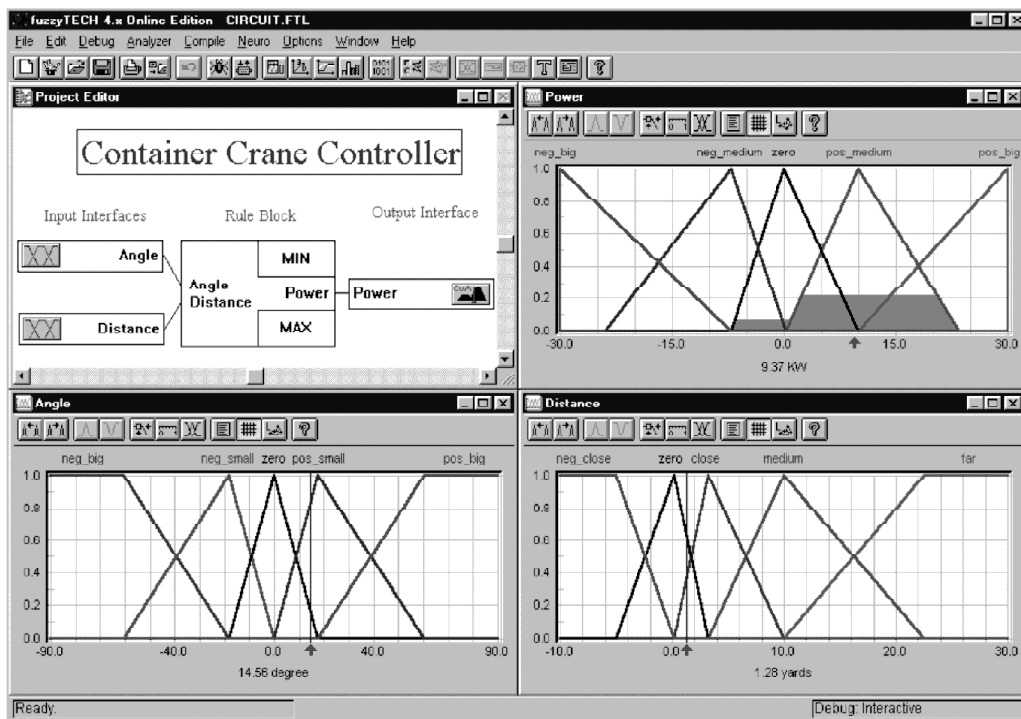 fuzzyTECH 4.x Online Edition CIRCUIT.FTL
File Edit Debug Analyzer Compile Neuro Options Window Help
Project Editor
Container Crane Controller
Input Interfaces Rule Block Output Interface
Angle
Distance
Angle
Distance
MIN
Power
MAX
Power
Power
neg_big neg_medium zero pos_medium pos_big
1.0
0.8
0.6
0.4
0.2
0.0
-30.0 -15.0 0.0 15.0 30.0
9.37 KW
Angle
neg_big neg_small zero pos_small pos_big
1.0
0.8
0.6
0.4
0.2
0.0
-90.0 -40.0 0.0 40.0 90.0
14.56 degree
Distance
neg_close zero close medium far
1.0
0.8
0.6
0.4
0.2
0.0
-10.0 0.0 10.0 20.0 30.0
1.28 yards
Ready. Debug: Interactive